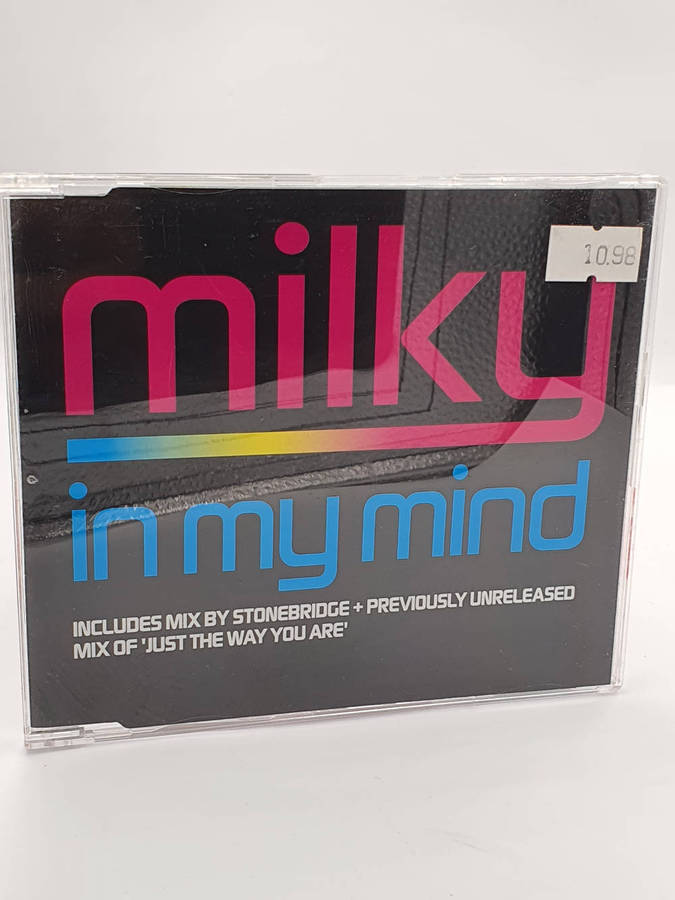 milky
10.98
in my mind
INCLUDES MIX BY STONEBRIDGE + PREVIOUSLY UNRELEASED
MIX OF 'JUST THE WAY YOU ARE'